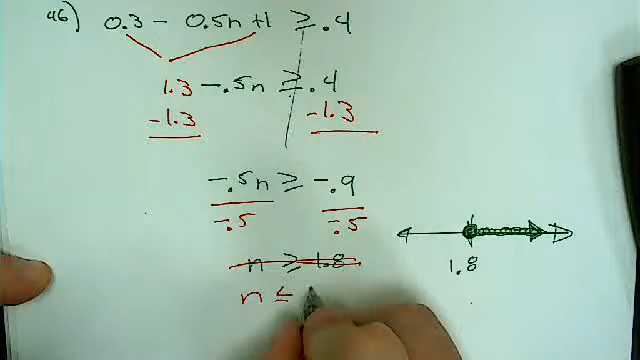 46) 0.3 - 0.5n + 1 ≥ .4
1.3 - .5n ≥ .4
-1.3 -1.3
-.5n ≥ -.9
-.5 -.5
n ≥ 1.8
1.8
n ≤